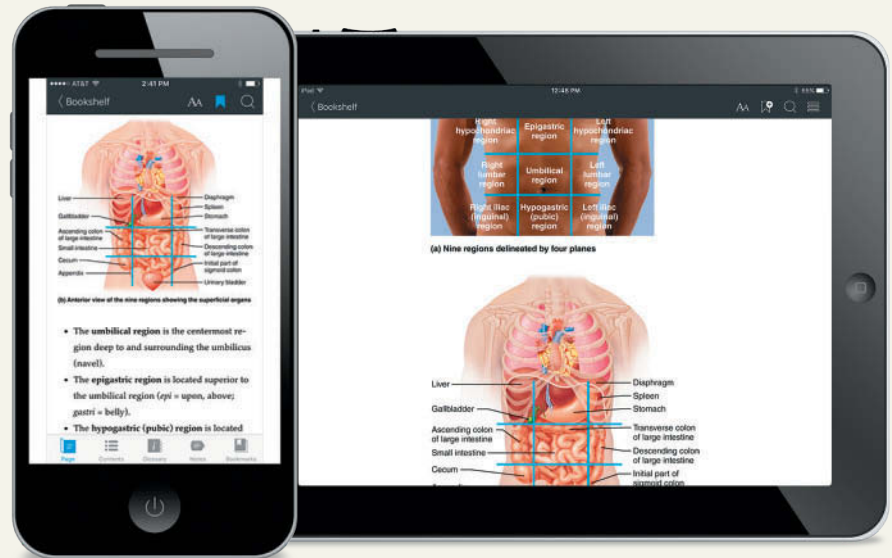 AT&T
2:41 PM
Bookshelf
AA
Liver
Gallbladder
Ascending colon
of large intestine
Small intestine
Cecum
Appendix
Diaphragm
Spleen
Stomach
Transverse colon
of large intestine
Descending colon
of large intestine
Initial part of
sigmoid colon
Urinary bladder
(b) Anterior view of the nine regions showing the superficial organs
• The umbilical region is the centermost re-
gion deep to and surrounding the umbilicus
(navel).
• The epigastric region is located superior to
the umbilical region (epi = upon, above;
gastri = belly).
• The hypogastric (pubic) region is located
Page
Contents
Glossary
Notes
Bookmarks
iPad
12:46 PM
Bookshelf
AA
Right
hypochondriac
region
Epigastric
region
Left
hypochondriac
region
Right
lumbar
region
Umbilical
region
Left
lumbar
region
Right iliac
(inguinal)
region
Hypogastric
(pubic)
region
Left iliac
(inguinal)
region
(a) Nine regions delineated by four planes
Liver
Gallbladder
Ascending colon
of large intestine
Small intestine
Cecum
Diaphragm
Spleen
Stomach
Transverse colon
of large intestine
Descending colon
of large intestine
Initial part of
sigmoid colon